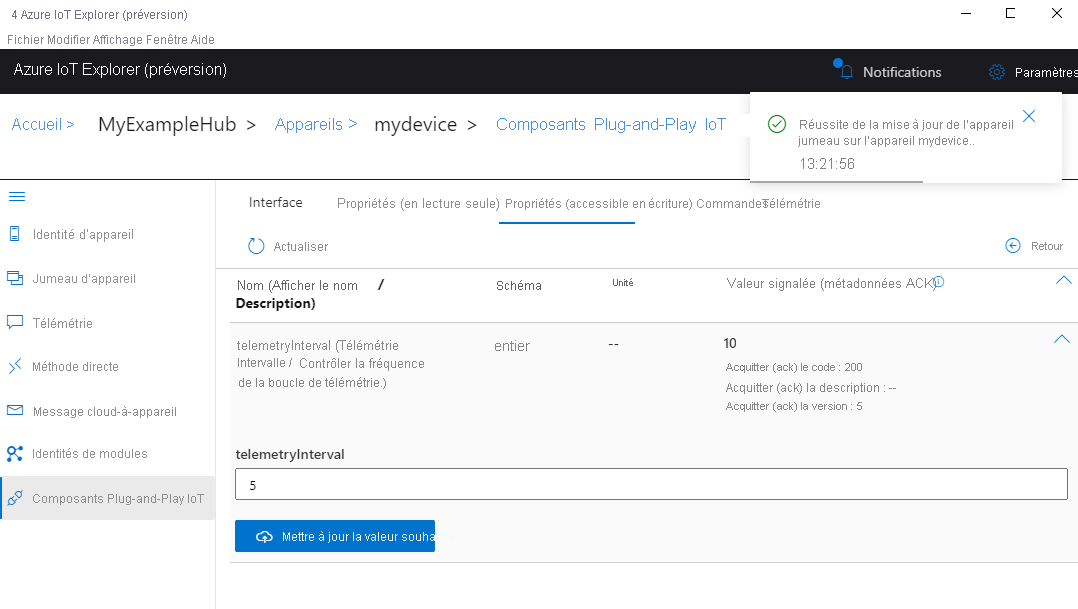 4 Azure IoT Explorer (préversion)
Fichier Modifier Affichage Fenêtre Aide
Azure IoT Explorer (préversion)
Notifications
Paramètres
Accueil >
MyExampleHub >
Appareils >
mydevice >
Composants Plug-and-Play IoT
Réussite de la mise à jour de l'appareil
jumeau sur l'appareil mydevice..
13:21:56
Identité d'appareil
Jumeau d'appareil
Télémétrie
Méthode directe
Message cloud-à-appareil
Identités de modules
Composants Plug-and-Play IoT
Interface
Propriétés (en lecture seule)
Propriétés (accessible en écriture)
Commandes
Télémétrie
Actualiser
Retour
Nom (Afficher le nom /
Description)
Schéma
Unité
Valeur signalée (métadonnées ACK)
telemetryInterval (Télémétrie
Intervalle / Contrôler la fréquence
de la boucle de télémétrie.)
entier
--
10
Acquitter (ack) le code : 200
Acquitter (ack) la description : --
Acquitter (ack) la version : 5
telemetryInterval
5
Mettre à jour la valeur souha